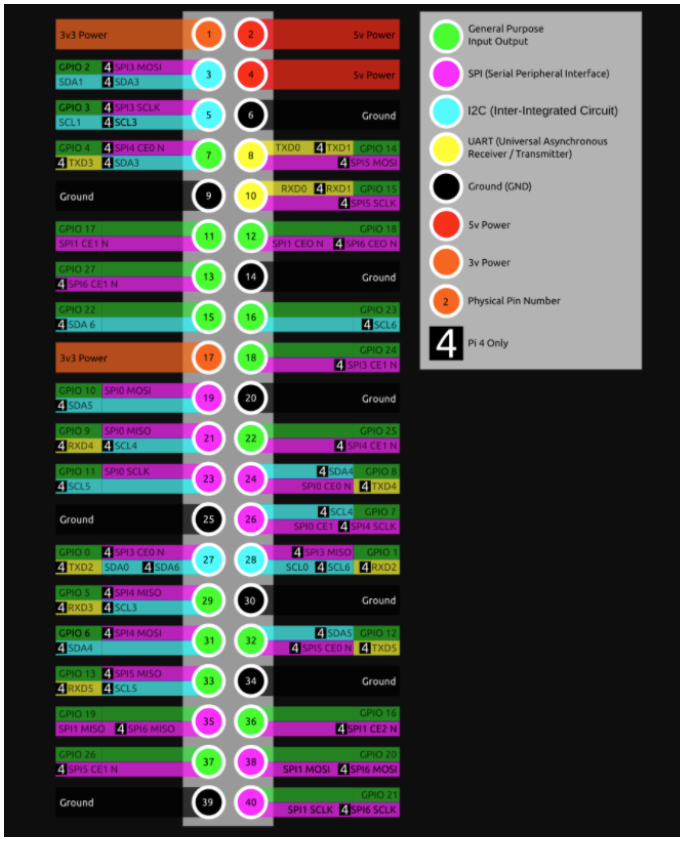 3v3 Power 1 2 5v Power
GPIO 2 4 SPI3 MOSI
SDA1 4 SDA3 3 4 5v Power
GPIO 3 4 SPI3 SCLK
SCL1 4 SCL3 5 6 Ground
GPIO 4 4 SPI4 CE0 N 7 8 TXD0 4 TXD1 GPIO 14
4 TXD3 4 SDA3 4 SPI5 MOSI
Ground 9 10 RXD0 4 RXD1 GPIO 15
4 SPI5 SCLK
GPIO 17 11 12 GPIO 18
SPI1 CE1 N SPI1 CEO N 4 SPI6 CEO N
GPIO 27
4 SPI6 CE1 N 13 14 Ground
GPIO 22 15 16 GPIO 23
4 SDA 6 4 SCL6
3v3 Power 17 18 GPIO 24
4 SPI3 CE1 N
GPIO 10 SPI0 MOSI
4 SDA5 19 20 Ground
GPIO 9 SPI0 MISO 21 22 GPIO 25
4 RXD4 4 SCL4 4 SPI4 CE1 N
GPIO 11 SPI0 SCLK 23 24 4 SDA4 GPIO 8
4 SCL5 SPI0 CE0 N 4 TXD4
Ground 25 26 4 SCL4 GPIO 7
SPI0 CE1 4 SPI4 SCLK
GPIO 0 4 SPI3 CE0 N 27 28 4 SPI3 MISO GPIO 1
4 TXD2 SDA0 4 SDA6 SCL0 4 SCL6 4 RXD2
GPIO 5 4 SPI4 MISO
4 RXD3 4 SCL3 29 30 Ground
GPIO 6 4 SPI4 MOSI 31 32 4 SDA5 GPIO 12
4 SDA4 4 SPI5 CE0 N 4 TXD5
GPIO 13 4 SPI5 MISO
4 RXD5 4 SCL5 33 34 Ground
GPIO 19 35 36 GPIO 16
SPI1 MISO 4 SPI6 MISO 4 SPI1 CE2 N
GPIO 26 37 38 GPIO 20
4 SPI5 CE1 N SPI1 MOSI 4 SPI6 MOSI
Ground 39 40 GPIO 21
SPI1 SCLK 4 SPI6 SCLK
General Purpose
Input Output
SPI (Serial Peripheral Interface)
I2C (Inter-Integrated Circuit)
UART (Universal Asynchronous
Receiver / Transmitter)
Ground (GND)
5v Power
3v Power
2 Physical Pin Number
4 Pi 4 Only